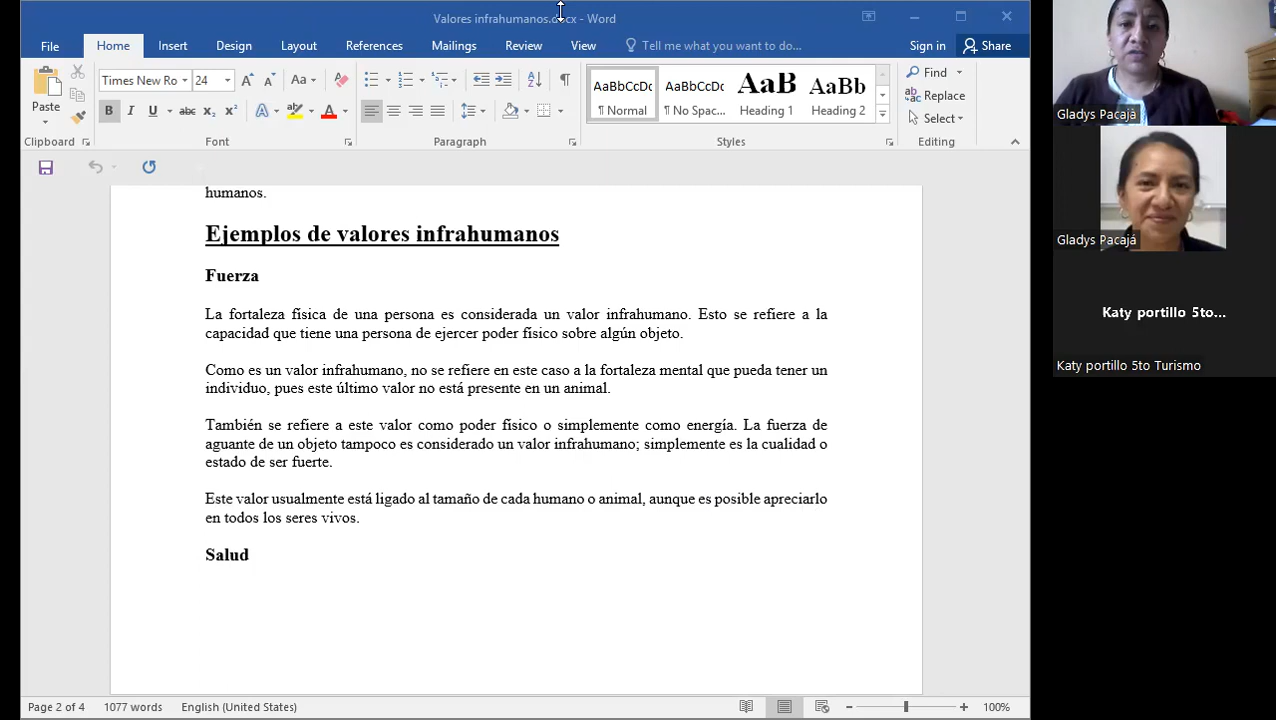 Valores infrahumanos.docx - Word
File
Home
Insert
Design
Layout
References
Mailings
Review
View
Tell me what you want to do...
Sign in
Share
Paste
Clipboard
Times New Ro
24
A
A
Aa
B
I
U
abc
x₂
x²
A
A
Font
Paragraph
AaBbCcDc
¶ Normal
AaBbCcDc
¶ No Spac...
AaB
Heading 1
AaBb
Heading 2
Styles
Find
Replace
Select
Editing
humanos.
Ejemplos de valores infrahumanos
Fuerza
La fortaleza física de una persona es considerada un valor infrahumano. Esto se refiere a la
capacidad que tiene una persona de ejercer poder físico sobre algún objeto.
Como es un valor infrahumano, no se refiere en este caso a la fortaleza mental que pueda tener un
individuo, pues este último valor no está presente en un animal.
También se refiere a este valor como poder físico o simplemente como energía. La fuerza de
aguante de un objeto tampoco es considerado un valor infrahumano; simplemente es la cualidad o
estado de ser fuerte.
Este valor usualmente está ligado al tamaño de cada humano o animal, aunque es posible apreciarlo
en todos los seres vivos.
Salud
Page 2 of 4
1077 words
English (United States)
100%
Gladys Pacajá
Gladys Pacajá
Katy portillo 5to...
Katy portillo 5to Turismo